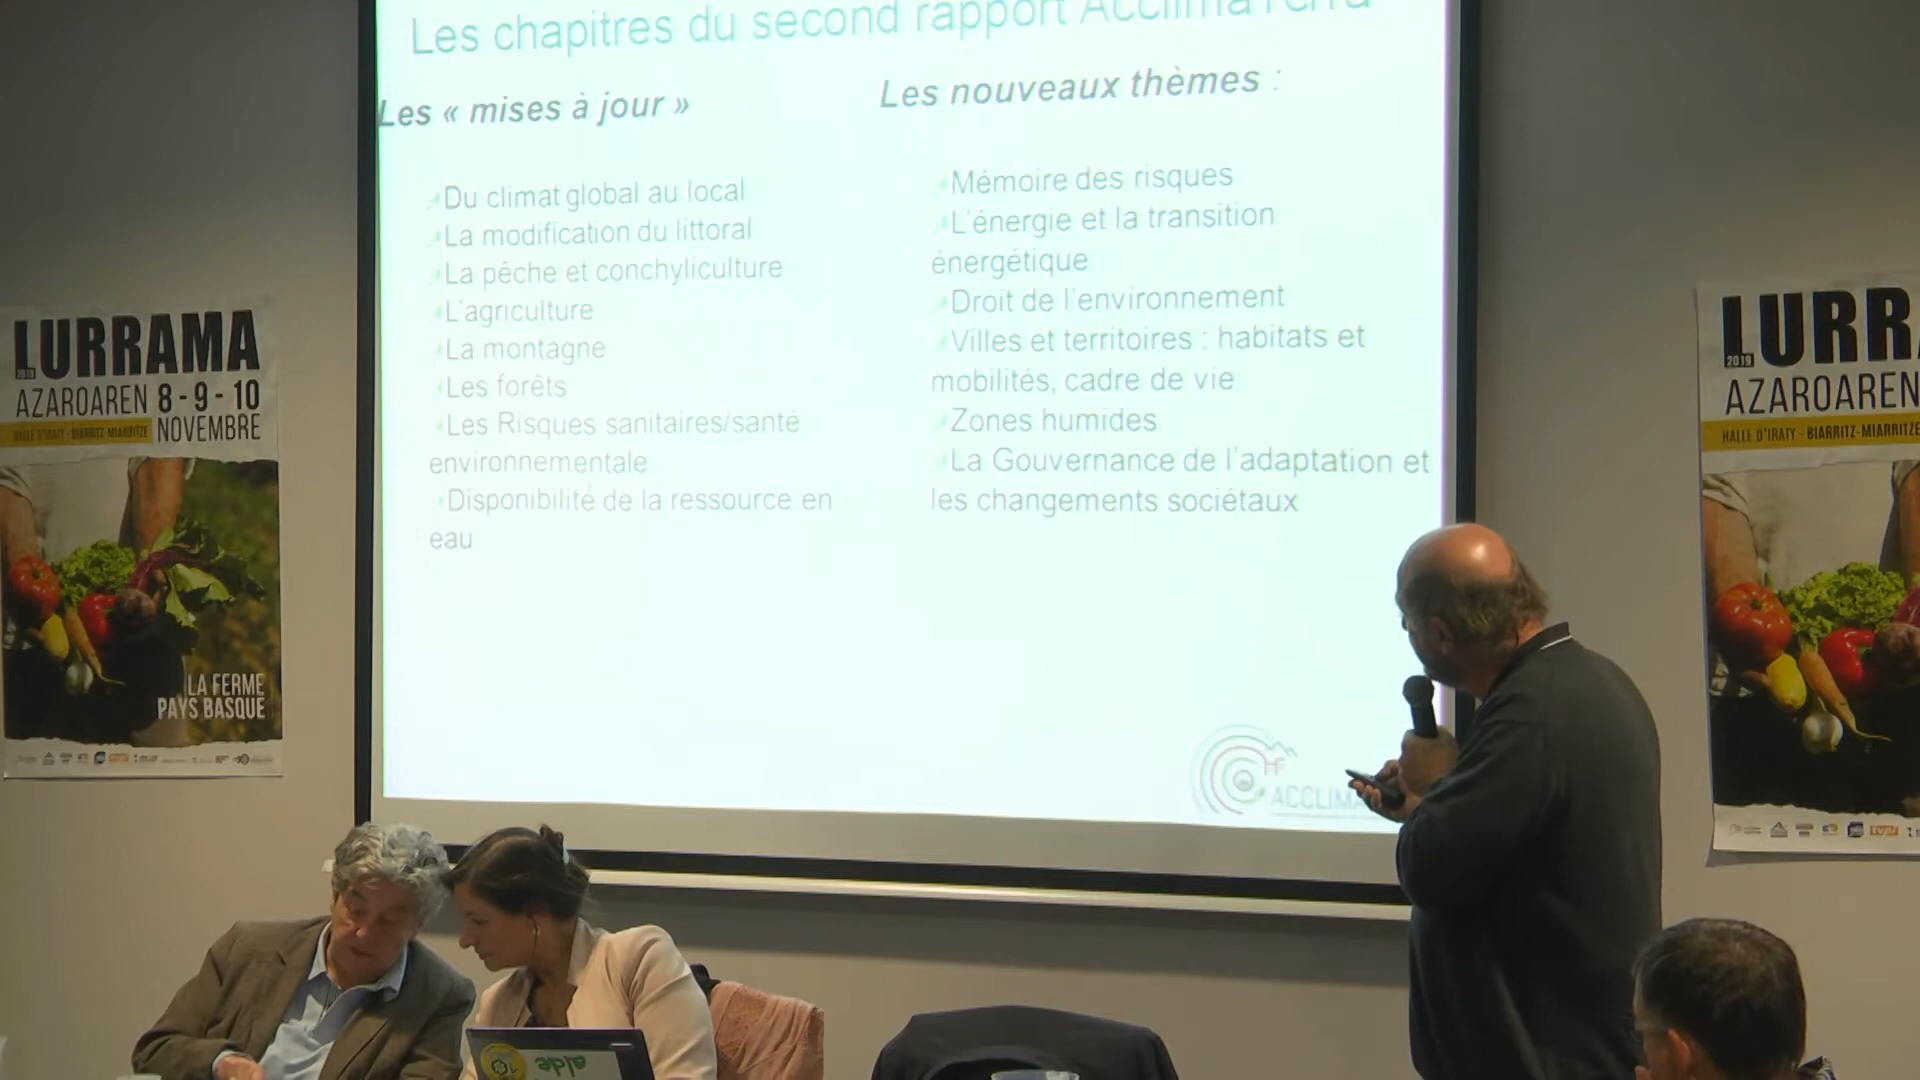 Les chapitres du second rapport AcclimaTerra
Les « mises à jour »
Du climat global au local
La modification du littoral
La pêche et conchyliculture
L'agriculture
La montagne
Les forêts
Les Risques sanitaires/santé
environnementale
Disponibilité de la ressource en
eau
Les nouveaux thèmes :
Mémoire des risques
L'énergie et la transition
énergétique
Droit de l'environnement
Villes et territoires : habitats et
mobilités, cadre de vie
Zones humides
La Gouvernance de l'adaptation et
les changements sociétaux
ACCLIMA
LURRAMA
2019
AZAROAREN 8 - 9 - 10
HALLE D'IRATY - BIARRITZ-MIARRITZE
NOVEMBRE
LA FERME
PAYS BASQUE
LURRA
2019
AZAROAREN
HALLE D'IRATY - BIARRITZ-MIARRITZE